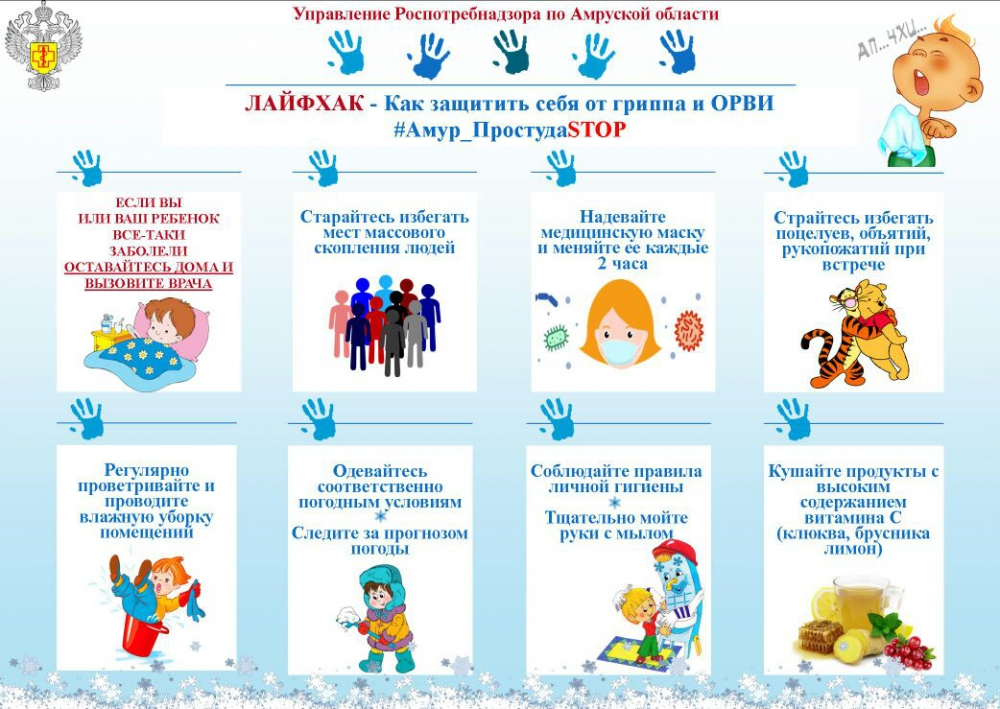 Управление Роспотребнадзора по Амруской области
АП... ЧХИ...
ЛАЙФХАК - Как защитить себя от гриппа и ОРВИ
#Амур_ПростудаSTOP
ЕСЛИ ВЫ
ИЛИ ВАШ РЕБЕНОК
ВСЕ-ТАКИ
ЗАБОЛЕЛИ
ОСТАВАЙТЕСЬ ДОМА И
ВЫЗОВИТЕ ВРАЧА
Старайтесь избегать
мест массового
скопления людей
Надевайте
медицинскую маску
и меняйте ее каждые
2 часа
Страйтесь избегать
поцелуев, объятий,
рукопожатий при
встрече
Регулярно
проветривайте и
проводите
влажную уборку
помещений
Одевайтесь
соответственно
погодным условиям
Следите за прогнозом
погоды
Соблюдайте правила
личной гигиены
Тщательно мойте
руки с мылом
Кушайте продукты с
высоким
содержанием
витамина С
(клюква, брусника
лимон)